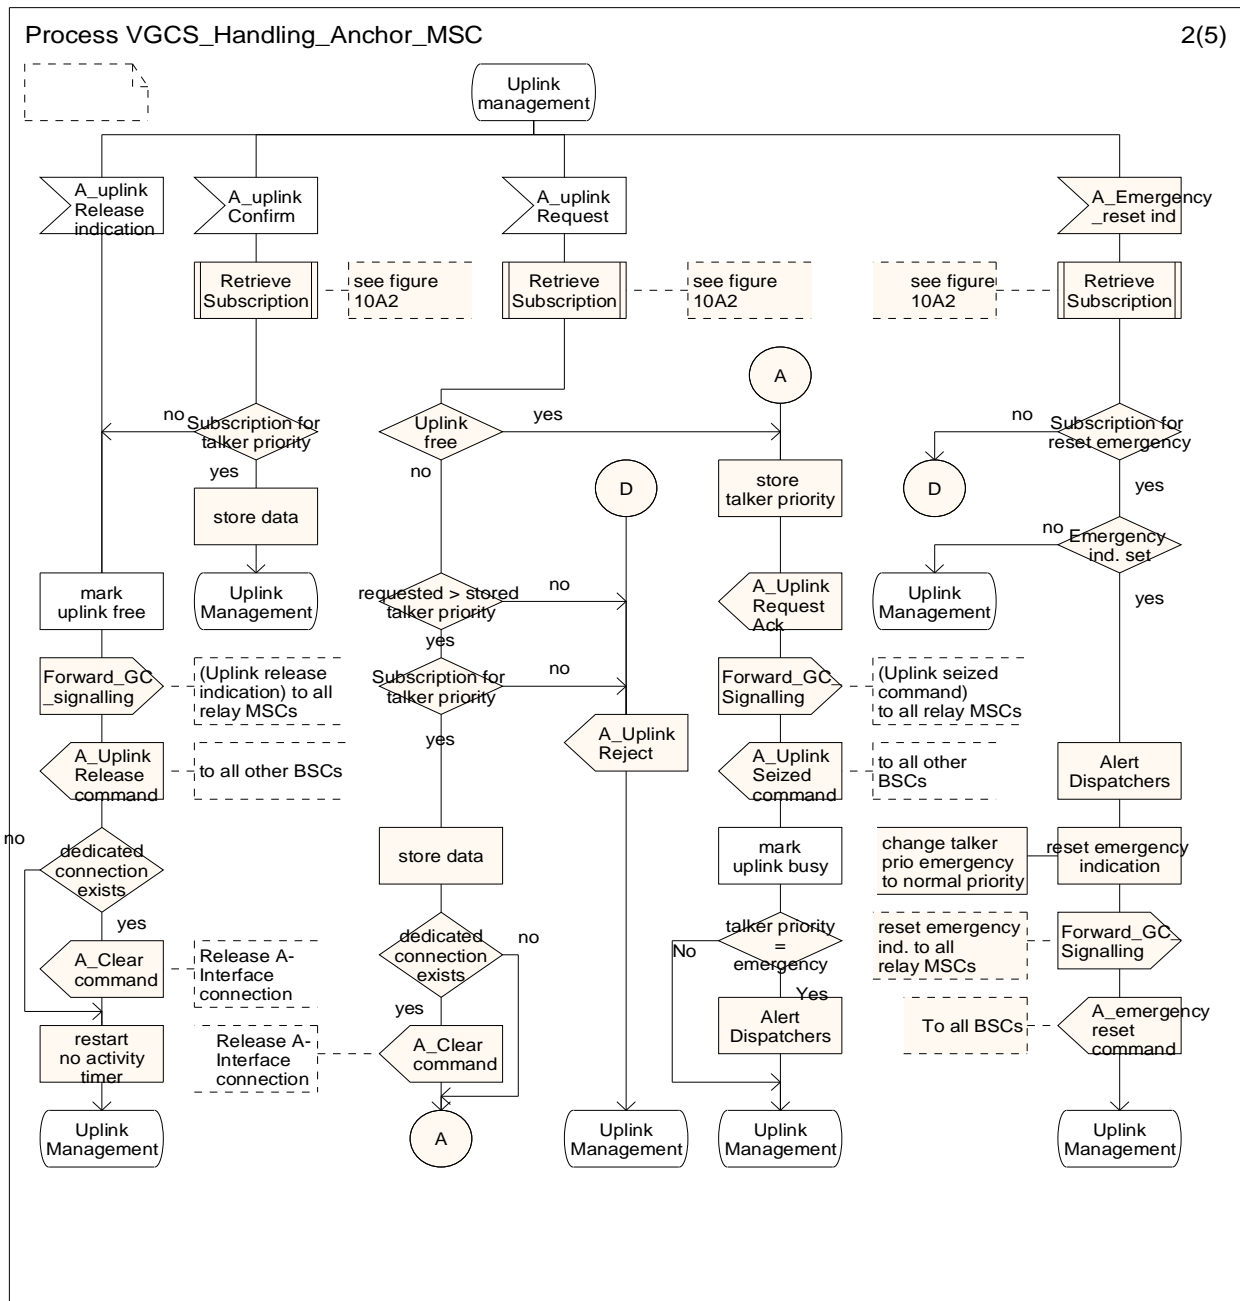 Process VGCS_Handling_Anchor_MSC
2(5)
Uplink
management
A_uplink
Release
indication
A_uplink
Confirm
A_uplink
Request
A_Emergency
_reset ind
Retrieve
Subscription
see figure
10A2
Retrieve
Subscription
see figure
10A2
see figure
10A2
Retrieve
Subscription
A
no
Subscription for
talker priority
yes
Uplink
free
yes
no
no
Subscription for
reset emergency
yes
store data
D
store
talker priority
D
no
Emergency
ind. set
yes
mark
uplink free
Uplink
Management
requested > stored
talker priority
no
yes
A_Uplink
Request
Ack
Uplink
Management
Forward_GC
_signalling
(Uplink release
indication) to all
relay MSCs
Subscription for
talker priority
no
yes
Forward_GC_
Signalling
(Uplink seized
command)
to all relay MSCs
A_Uplink
Reject
A_Uplink
Release
command
to all other BSCs
A_Uplink
Seized
command
to all other
BSCs
Alert
Dispatchers
no
dedicated
connection
exists
yes
store data
mark
uplink busy
change talker
prio emergency
to normal priority
reset emergency
indication
A_Clear
command
Release A-
Interface
connection
dedicated
connection
exists
no
yes
talker priority
=
emergency
No
Yes
reset emergency
ind. to all
relay MSCs
Forward_GC_
Signalling
restart
no activity
timer
Release A-
Interface
connection
A_Clear
command
Alert
Dispatchers
To all BSCs
A_emergency
reset
command
Uplink
Management
A
Uplink
Management
Uplink
Management
Uplink
Management